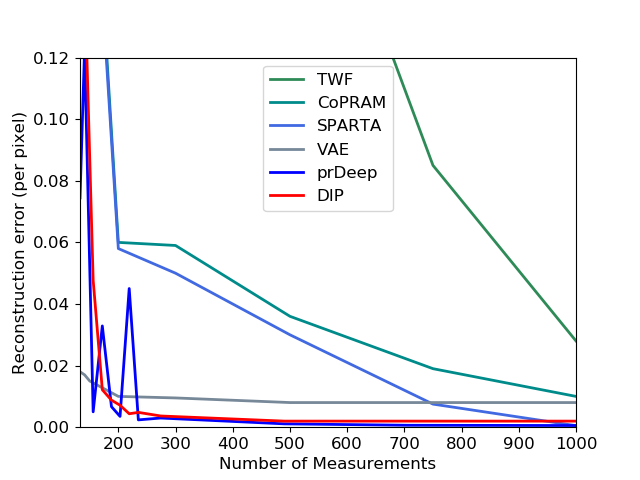 0.12
0.10
0.08
0.06
0.04
0.02
0.00
Reconstruction error (per pixel)
TWF
CoPRAM
SPARTA
VAE
prDeep
DIP
200 300 400 500 600 700 800 900 1000
Number of Measurements